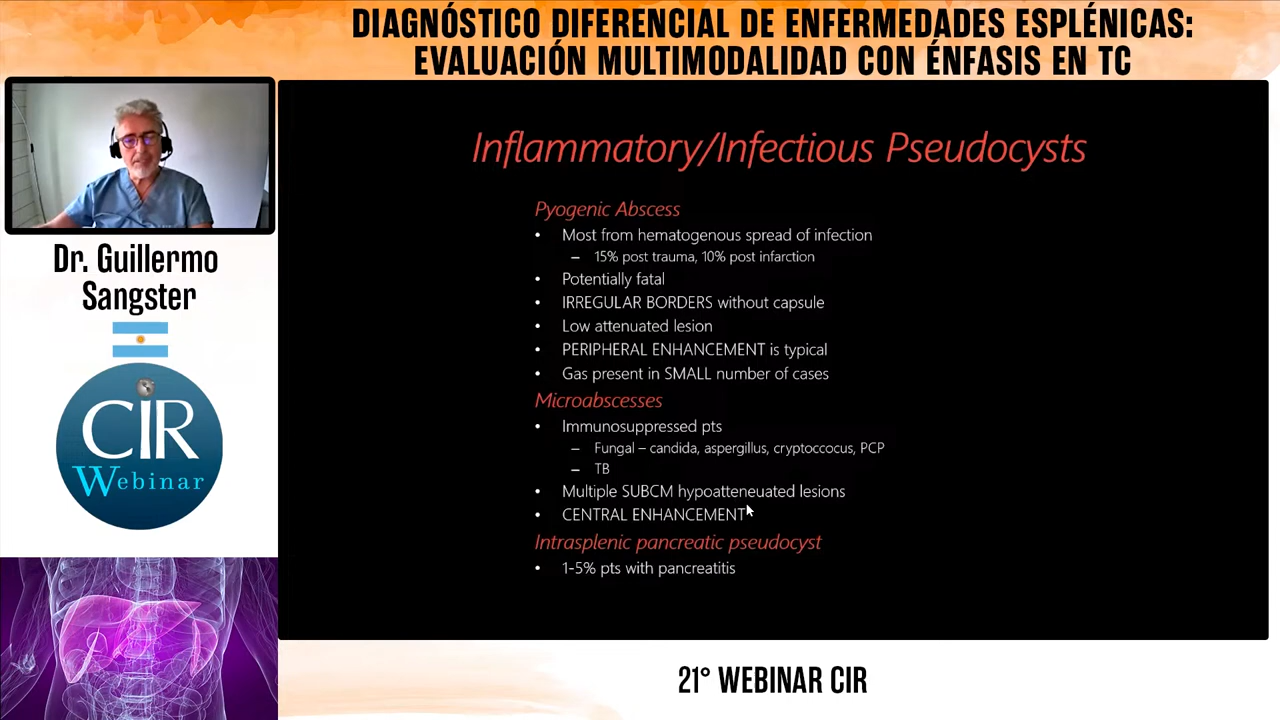 DIAGNÓSTICO DIFERENCIAL DE ENFERMEDADES ESPLÉNICAS:
EVALUACIÓN MULTIMODALIDAD CON ÉNFASIS EN TC
Dr. Guillermo
Sangster
CIR
Webinar
Inflammatory/Infectious Pseudocysts
Pyogenic Abscess
• Most from hematogenous spread of infection
– 15% post trauma, 10% post infarction
• Potentially fatal
• IRREGULAR BORDERS without capsule
• Low attenuated lesion
• PERIPHERAL ENHANCEMENT is typical
• Gas present in SMALL number of cases
Microabscesses
• Immunosuppressed pts
– Fungal – candida, aspergillus, cryptoccocus, PCP
– TB
• Multiple SUBCM hypoatteneuated lesions
• CENTRAL ENHANCEMENT
Intrasplenic pancreatic pseudocyst
• 1-5% pts with pancreatitis
21° WEBINAR CIR